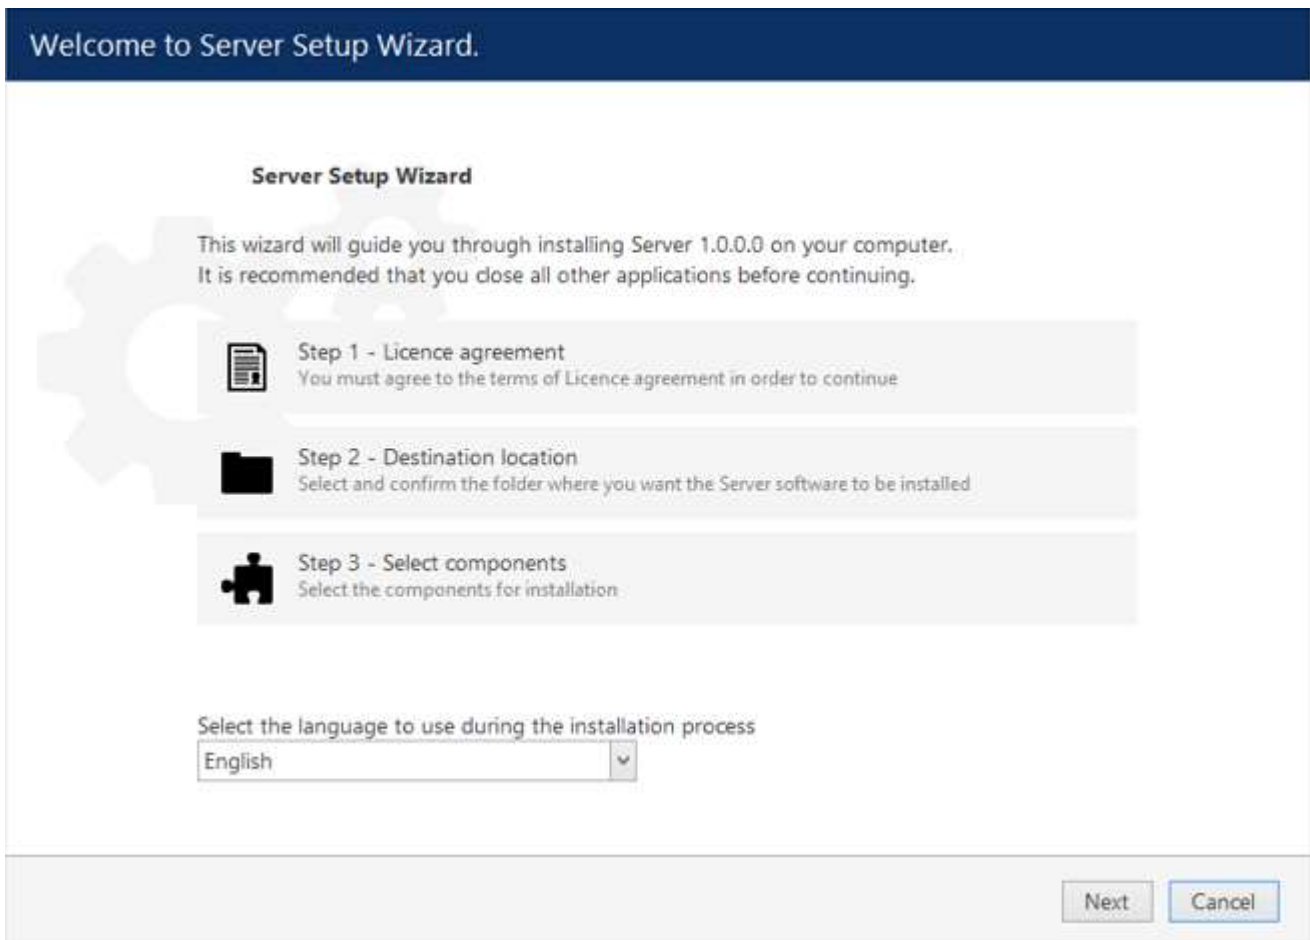 Welcome to Server Setup Wizard.
Server Setup Wizard
This wizard will guide you through installing Server 1.0.0.0 on your computer.
It is recommended that you close all other applications before continuing.
Step 1 - Licence agreement
You must agree to the terms of Licence agreement in order to continue
Step 2 - Destination location
Select and confirm the folder where you want the Server software to be installed
Step 3 - Select components
Select the components for installation
Select the language to use during the installation process
English
Next
Cancel